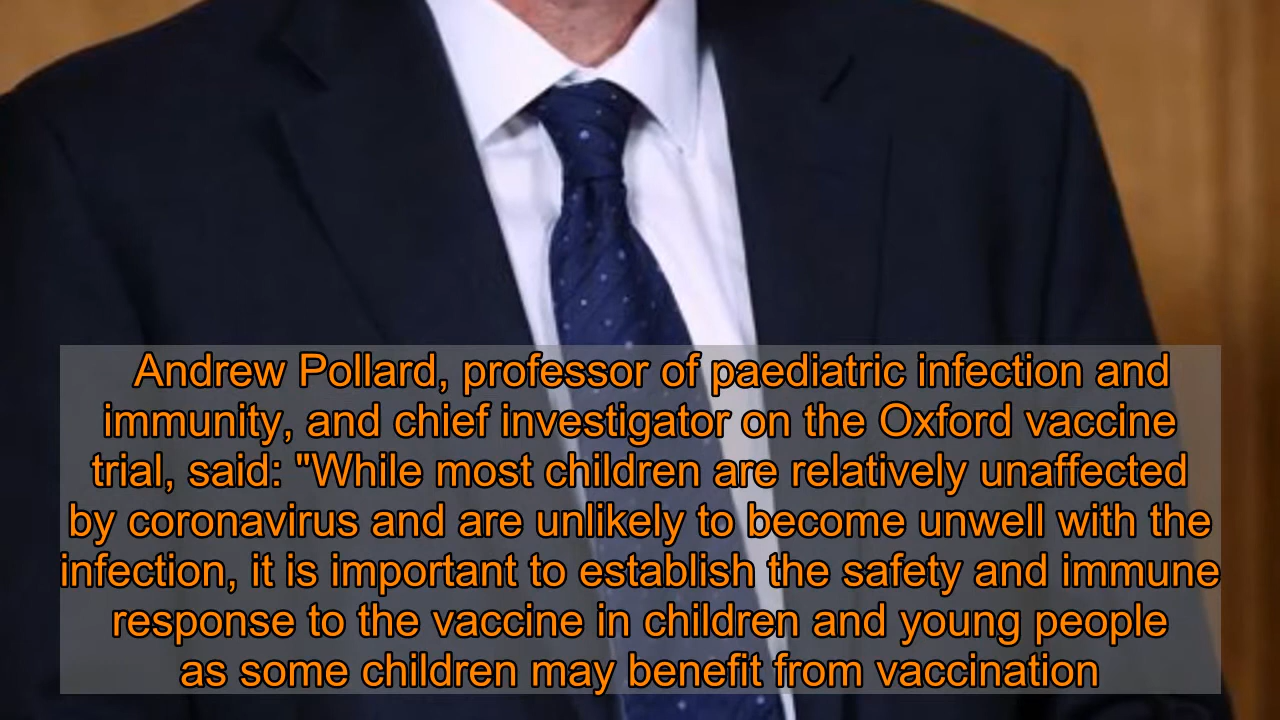 Andrew Pollard, professor of paediatric infection and
immunity, and chief investigator on the Oxford vaccine
trial, said: "While most children are relatively unaffected
by coronavirus and are unlikely to become unwell with the
infection, it is important to establish the safety and immune
response to the vaccine in children and young people
as some children may benefit from vaccination